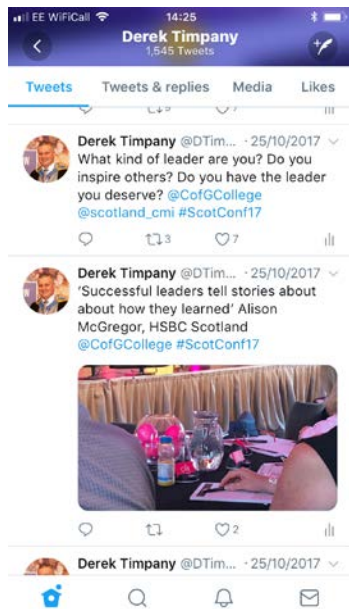 EE WiFiCall 14:25
Derek Timpany
1,545 Tweets
Tweets Tweets & replies Media Likes
Derek Timpany @DTim... · 25/10/2017
What kind of leader are you? Do you
inspire others? Do you have the leader
you deserve? @CofGCollege
@scotland_cmi #ScotConf17
3 7
Derek Timpany @DTim... · 25/10/2017
'Successful leaders tell stories about
about how they learned' Alison
McGregor, HSBC Scotland
@CofGCollege #ScotConf17
2
Derek Timpany @DTim... · 25/10/2017